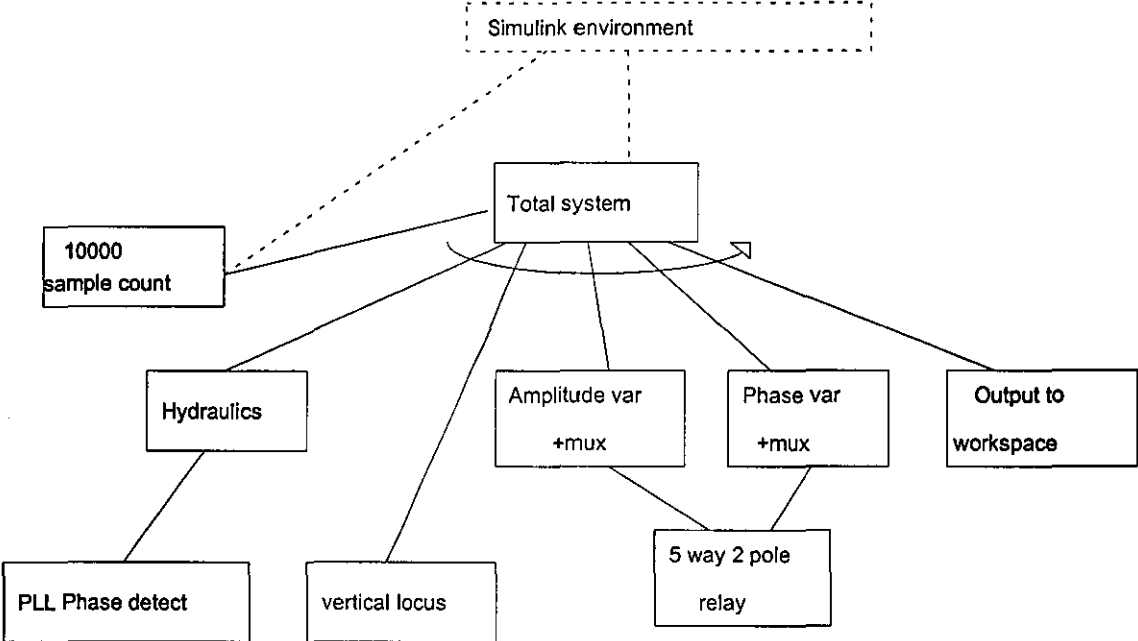 Simulink environment
Total system
10000
sample count
Hydraulics
Amplitude var
+mux
Phase var
+mux
Output to
workspace
PLL Phase detect
vertical locus
5 way 2 pole
relay